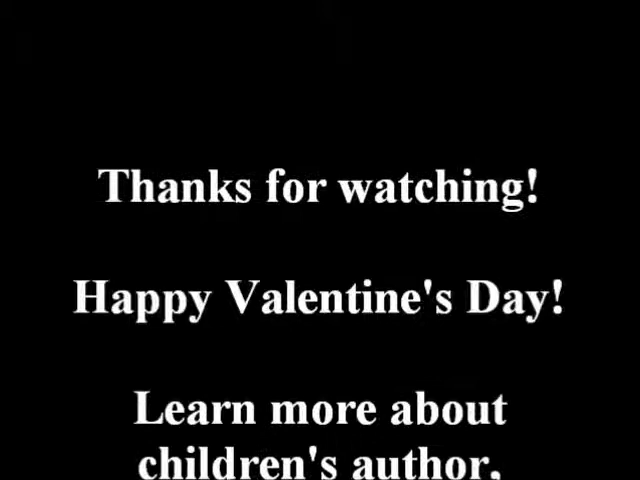 Thanks for watching!
Happy Valentine's Day!
Learn more about
children's author,